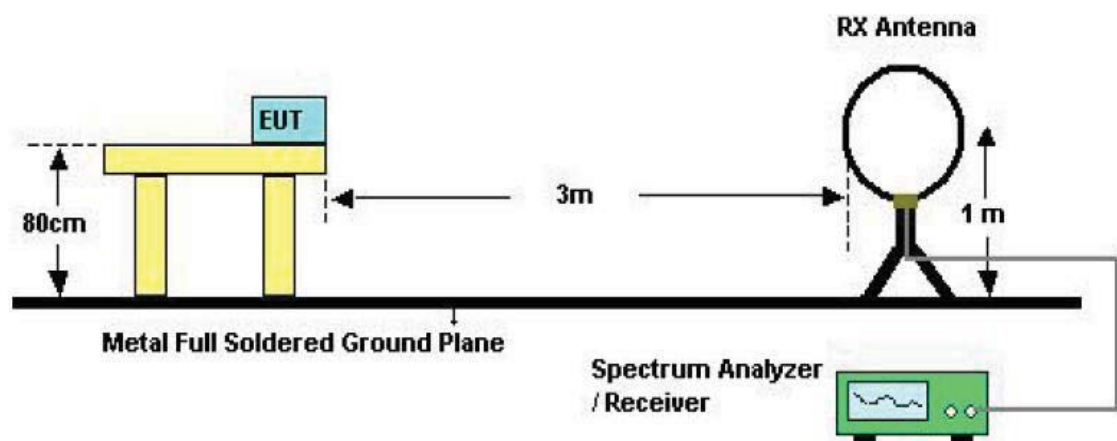 RX Antenna
EUT
80cm
3m
1 m
Metal Full Soldered Ground Plane
Spectrum Analyzer
/ Receiver